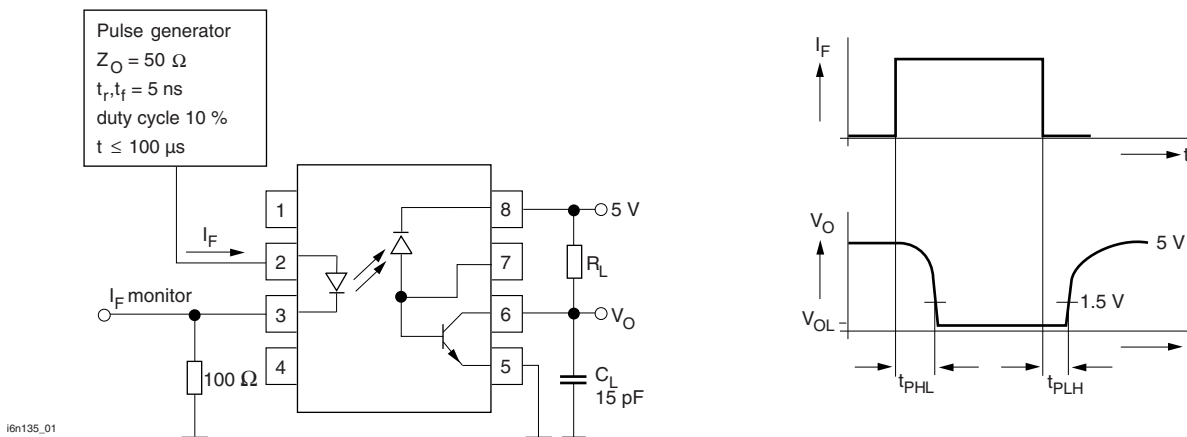 Pulse generator
Z_O = 50 Ω
t_r,t_f = 5 ns
duty cycle 10 %
t ≤ 100 µs
1
2
3
4
8
7
6
5
I_F
I_F monitor
100 Ω
5 V
R_L
V_O
C_L
15 pF
i6n135_01
I_F
t
V_O
5 V
1.5 V
V_OL
t_PHL
t_PLH